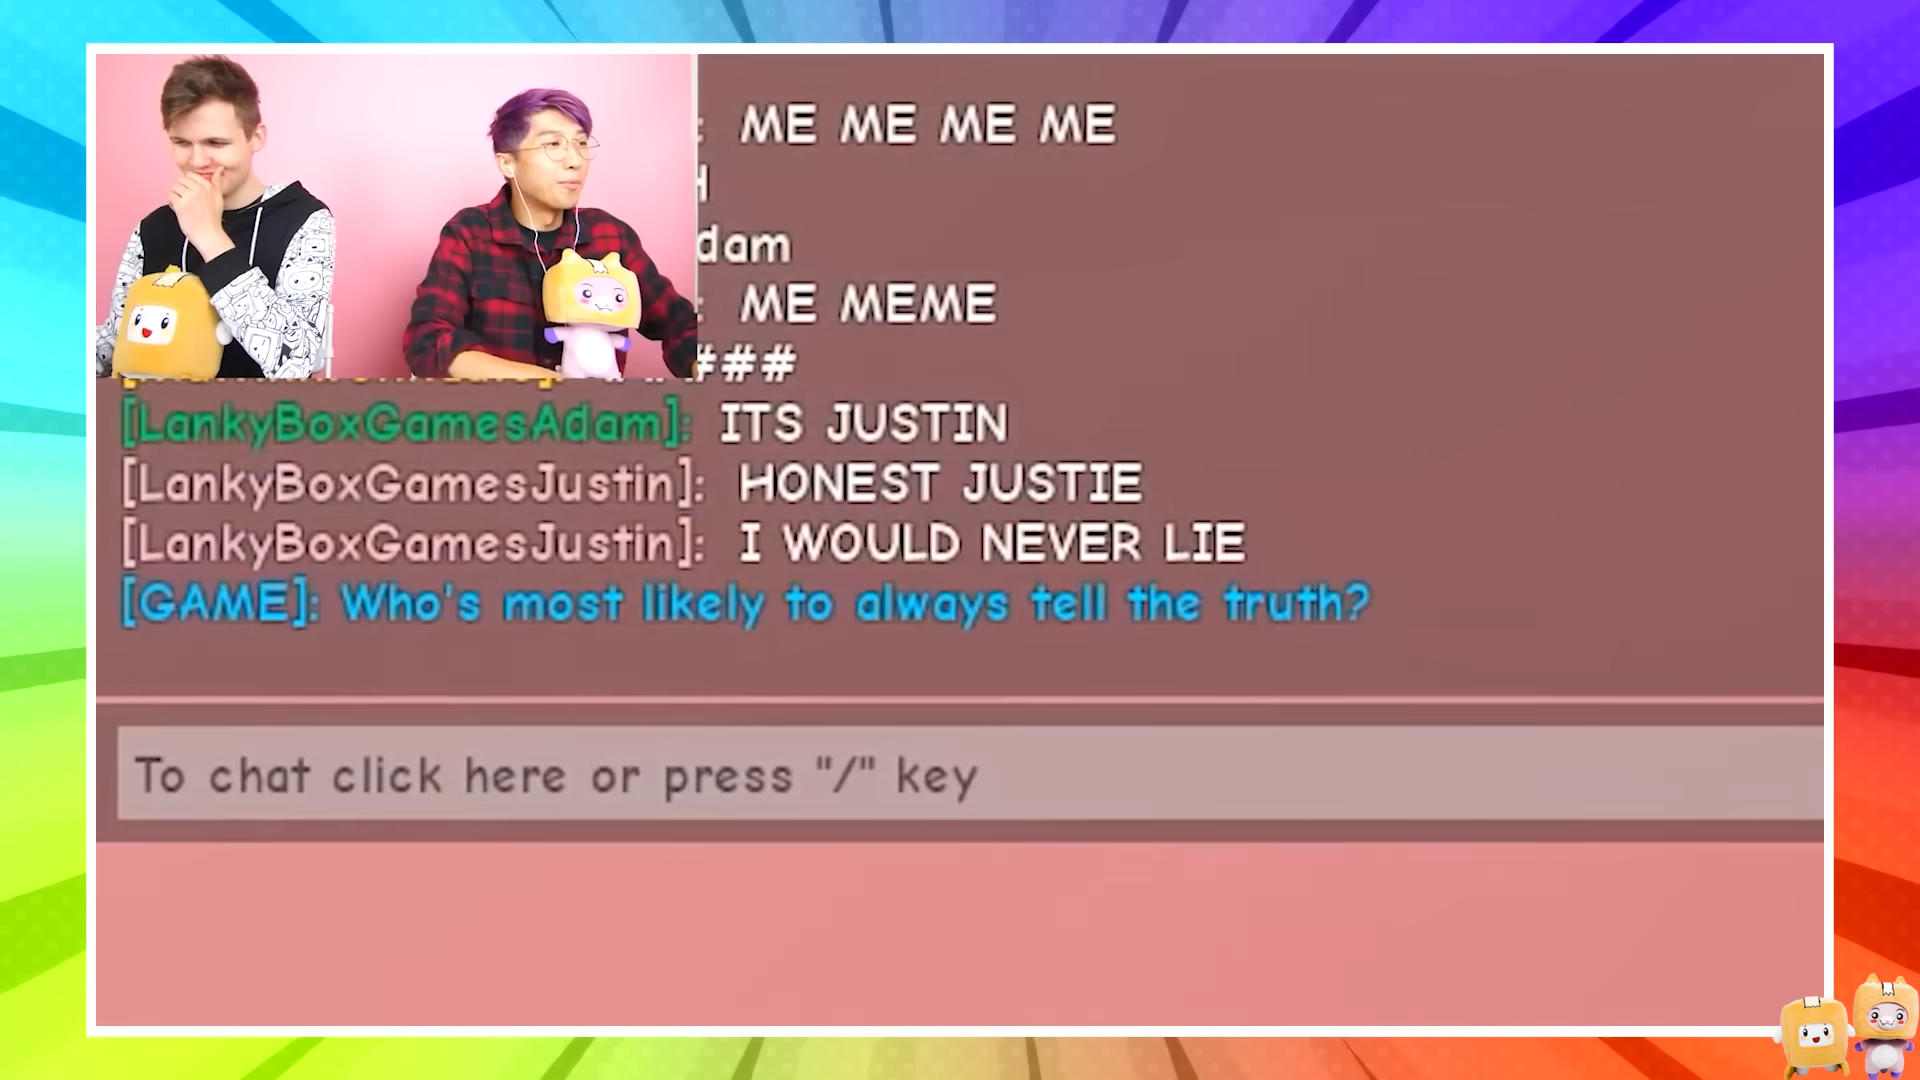 : ME ME ME ME
H
dam
: ME MEME
###
[LankyBoxGamesAdam]: ITS JUSTIN
[LankyBoxGamesJustin]: HONEST JUSTIE
[LankyBoxGamesJustin]: I WOULD NEVER LIE
[GAME]: Who's most likely to always tell the truth?
To chat click here or press "/" key